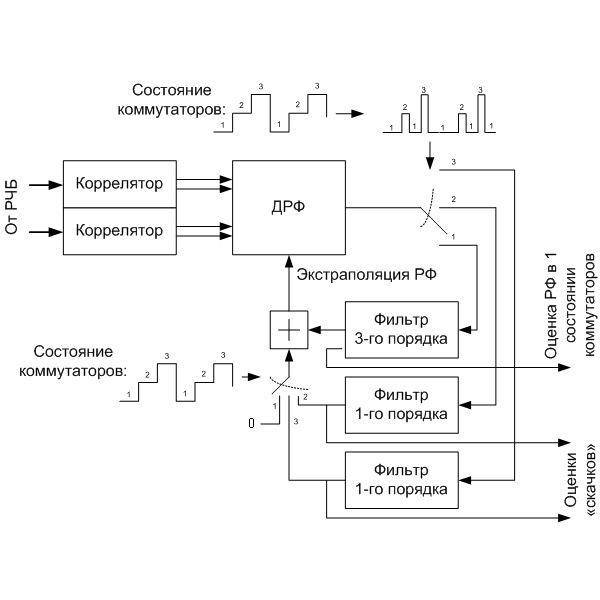 Состояние
коммутаторов:
1 2 3 1 2 3
1 2 1 3 1 2 1 3 1
От РЧБ
Коррелятор
Коррелятор
ДРФ
3
2
1
Экстраполяция РФ
Фильтр
3-го порядка
Оценка РФ в 1
состоянии
коммутаторов
Состояние
коммутаторов:
1 2 3 1 2 3
1
2
3
0
Фильтр
1-го порядка
Фильтр
1-го порядка
Оценки
«скачков»